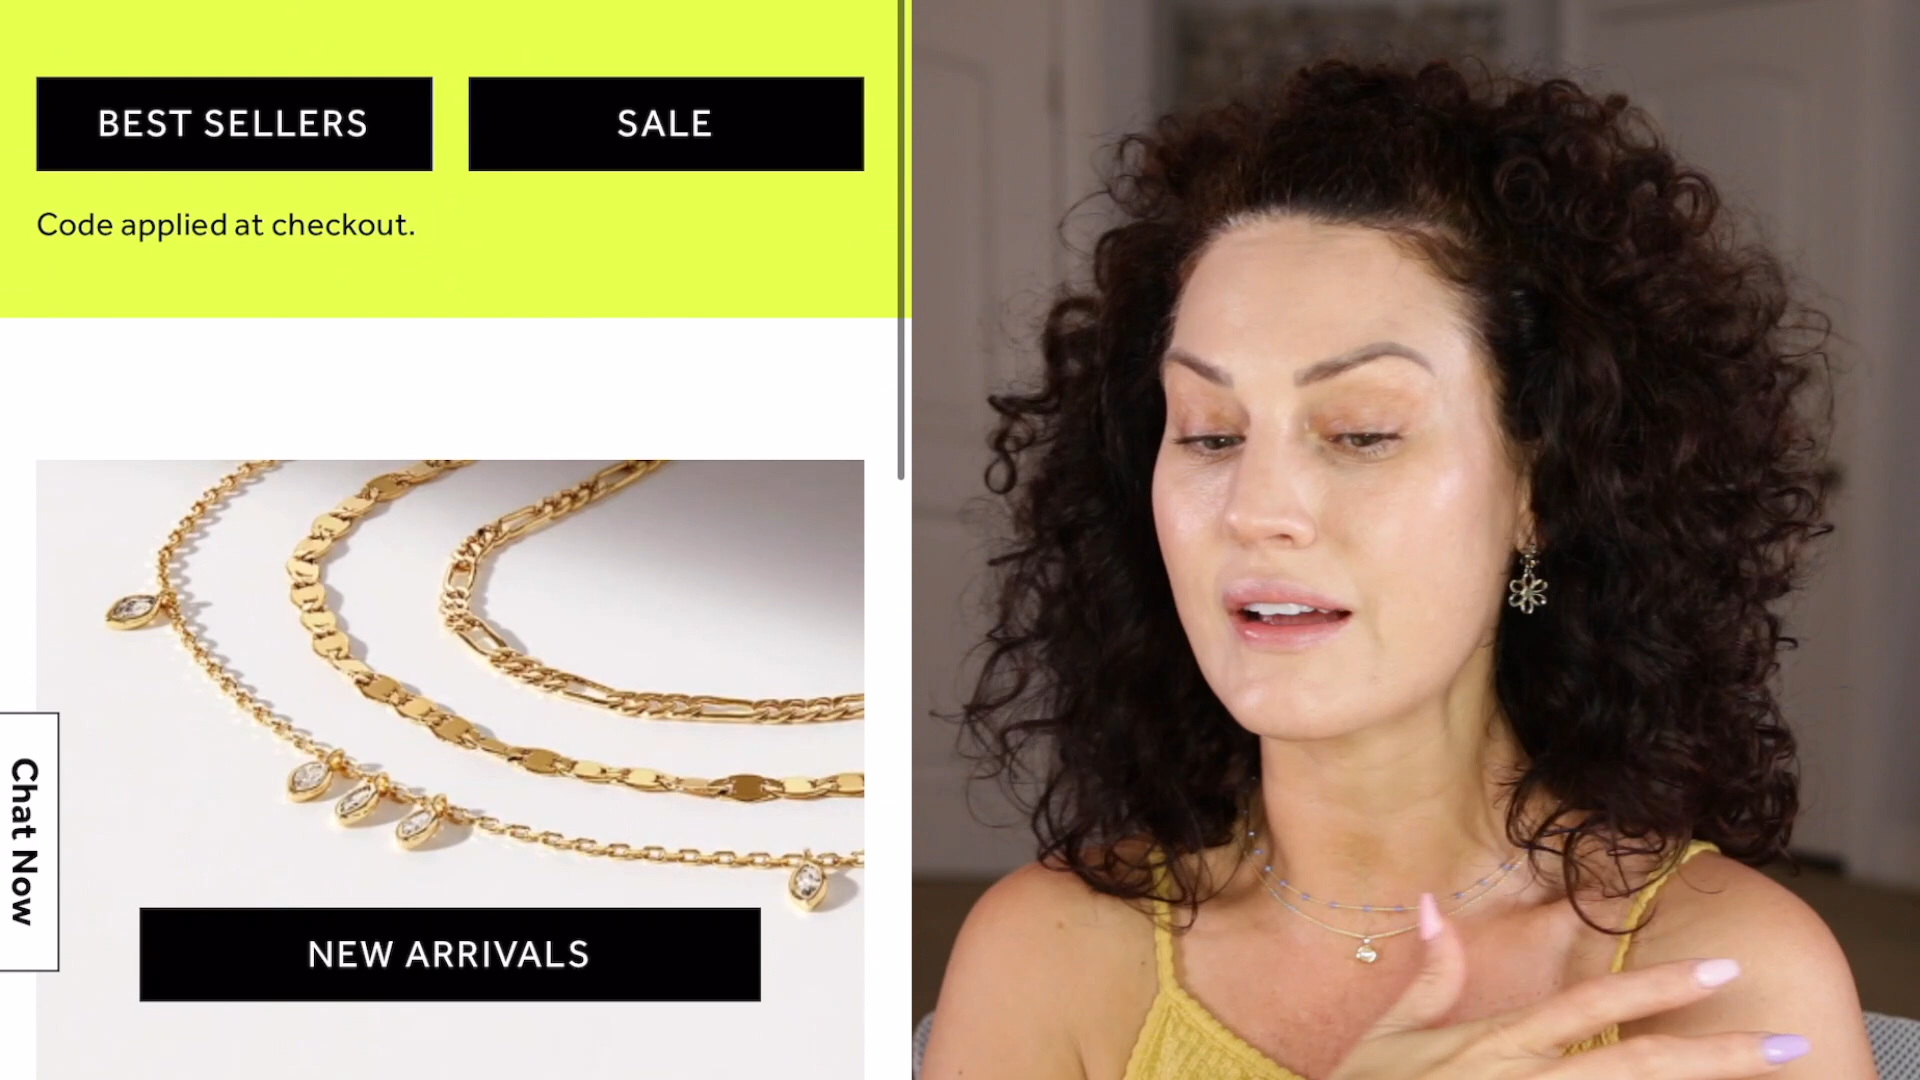 BEST SELLERS
SALE
Code applied at checkout.
Chat Now
NEW ARRIVALS